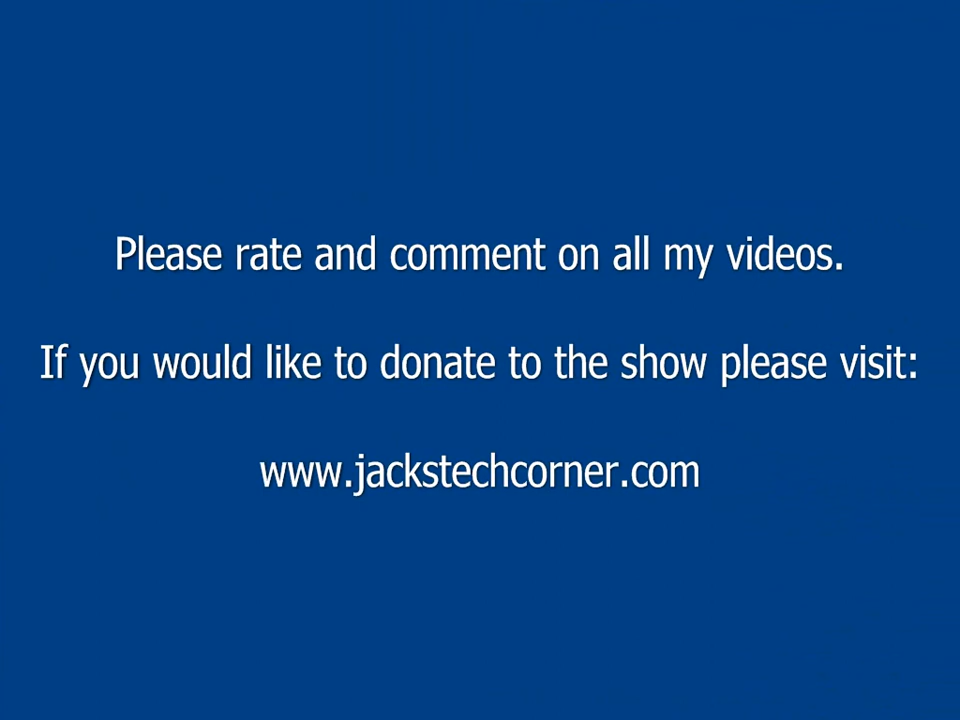 Please rate and comment on all my videos.
If you would like to donate to the show please visit:
www.jackstechcorner.com